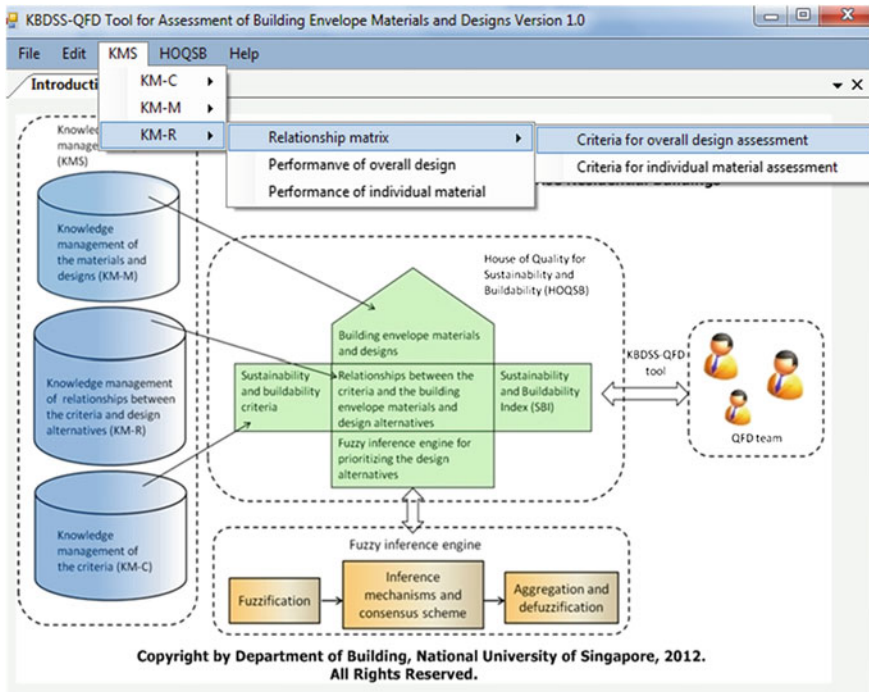 KBDSS-QFD Tool for Assessment of Building Envelope Materials and Designs Version 1.0
File Edit KMS HOQSB Help
Introducti
KM-C
KM-M
KM-R
Relationship matrix
Performanve of overall design
Performance of individual material
Criteria for overall design assessment
Criteria for individual material assessment
Residential Buildings
Knowle
manage
(KMS)
Knowledge
management of
the materials and
designs (KM-M)
Knowledge management
of relationships between
the criteria and design
alternatives (KM-R)
Knowledge
management of
the criteria (KM-C)
House of Quality for
Sustainability and
Buildability (HOQSB)
Building envelope materials
and designs
Sustainability
and buildability
criteria
Relationships between the
criteria and the building
envelope materials and
design alternatives
Sustainability
and Buildability
Index (SBI)
Fuzzy inference engine for
prioritizing the design
alternatives
KBDSS-QFD
tool
QFD team
Fuzzy inference engine
Fuzzification
Inference
mechanisms and
consensus scheme
Aggregation and
defuzzification
Copyright by Department of Building, National University of Singapore, 2012.
All Rights Reserved.